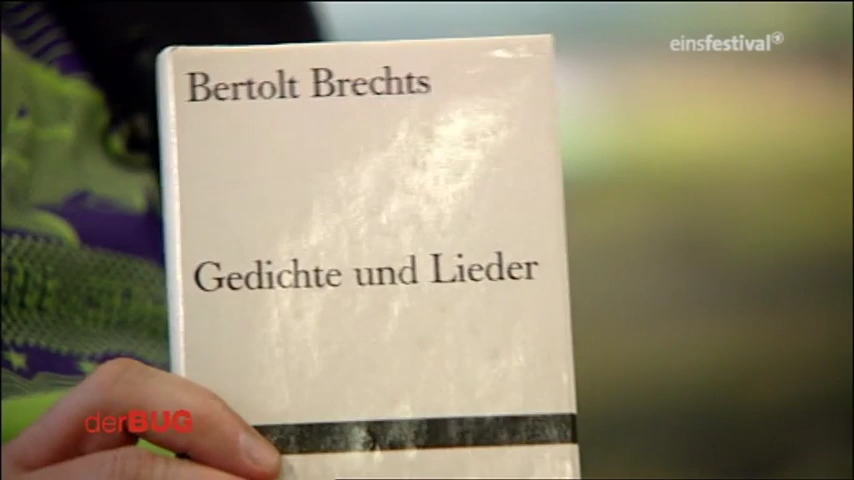 einsfestival
Bertolt Brechts
Gedichte und Lieder
derBUG